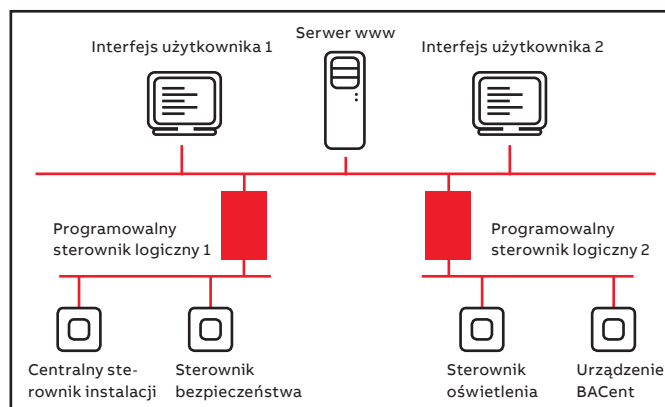 Serwer www
Interfejs użytkownika 1
Interfejs użytkownika 2
Programowalny
sterownik logiczny 1
Programowalny
sterownik logiczny 2
Centralny ste-
rownik instalacji
Sterownik
bezpieczeństwa
Sterownik
oświetlenia
Urządzenie
BACent